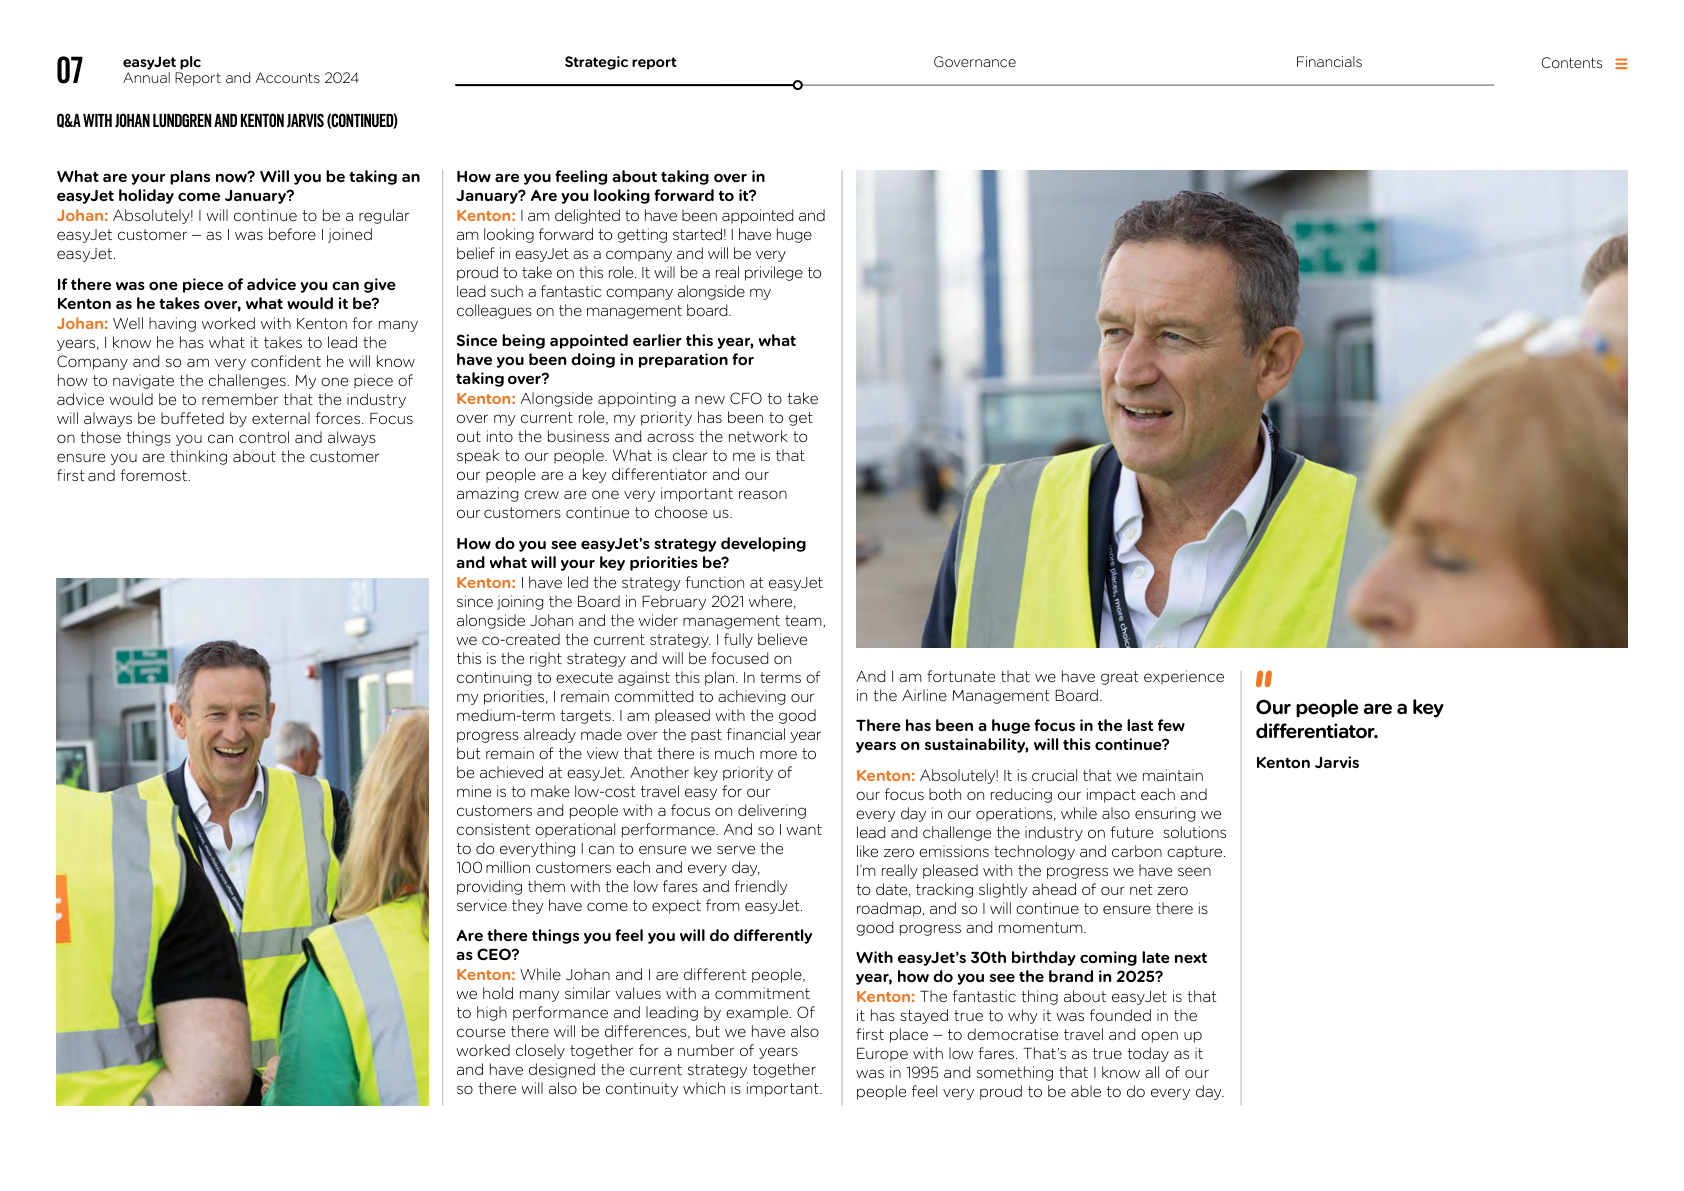 07
easyJet plc
Annual Report and Accounts 2024
Strategic report
Governance
Financials
Contents
Q&A WITH JOHAN LUNDGREN AND KENTON JARVIS (CONTINUED)
What are your plans now? Will you be taking an
easyJet holiday come January?
Johan: Absolutely! I will continue to be a regular
easyJet customer – as I was before I joined
easyJet.
If there was one piece of advice you can give
Kenton as he takes over, what would it be?
Johan: Well having worked with Kenton for many
years, I know he has what it takes to lead the
Company and so am very confident he will know
how to navigate the challenges. My one piece of
advice would be to remember that the industry
will always be buffeted by external forces. Focus
on those things you can control and always
ensure you are thinking about the customer
first and foremost.
How are you feeling about taking over in
January? Are you looking forward to it?
Kenton: I am delighted to have been appointed and
am looking forward to getting started! I have huge
belief in easyJet as a company and will be very
proud to take on this role. It will be a real privilege to
lead such a fantastic company alongside my
colleagues on the management board.
Since being appointed earlier this year, what
have you been doing in preparation for
taking over?
Kenton: Alongside appointing a new CFO to take
over my current role, my priority has been to get
out into the business and across the network to
speak to our people. What is clear to me is that
our people are a key differentiator and our
amazing crew are one very important reason
our customers continue to choose us.
How do you see easyJet's strategy developing
and what will your key priorities be?
Kenton: I have led the strategy function at easyJet
since joining the Board in February 2021 where,
alongside Johan and the wider management team,
we co-created the current strategy. I fully believe
this is the right strategy and will be focused on
continuing to execute against this plan. In terms of
my priorities, I remain committed to achieving our
medium-term targets. I am pleased with the good
progress already made over the past financial year
but remain of the view that there is much more to
be achieved at easyJet. Another key priority of
mine is to make low-cost travel easy for our
customers and people with a focus on delivering
consistent operational performance. And so I want
to do everything I can to ensure we serve the
100 million customers each and every day,
providing them with the low fares and friendly
service they have come to expect from easyJet.
Are there things you feel you will do differently
as CEO?
Kenton: While Johan and I are different people,
we hold many similar values with a commitment
to high performance and leading by example. Of
course there will be differences, but we have also
worked closely together for a number of years
and have designed the current strategy together
so there will also be continuity which is important.
more places, more choic
And I am fortunate that we have great experience
in the Airline Management Board.
There has been a huge focus in the last few
years on sustainability, will this continue?
Kenton: Absolutely! It is crucial that we maintain
our focus both on reducing our impact each and
every day in our operations, while also ensuring we
lead and challenge the industry on future solutions
like zero emissions technology and carbon capture.
I'm really pleased with the progress we have seen
to date, tracking slightly ahead of our net zero
roadmap, and so I will continue to ensure there is
good progress and momentum.
With easyJet's 30th birthday coming late next
year, how do you see the brand in 2025?
Kenton: The fantastic thing about easyJet is that
it has stayed true to why it was founded in the
first place – to democratise travel and open up
Europe with low fares. That's as true today as it
was in 1995 and something that I know all of our
people feel very proud to be able to do every day.
Our people are a key
differentiator.
Kenton Jarvis